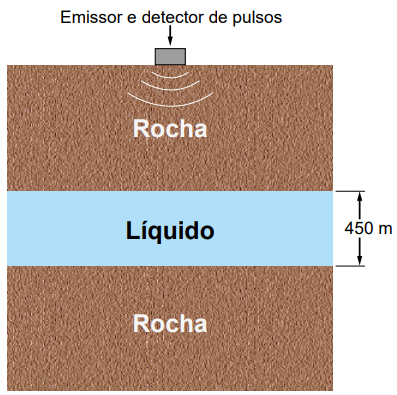 Emissor e detector de pulsos
Rocha
Líquido
450 m
Rocha